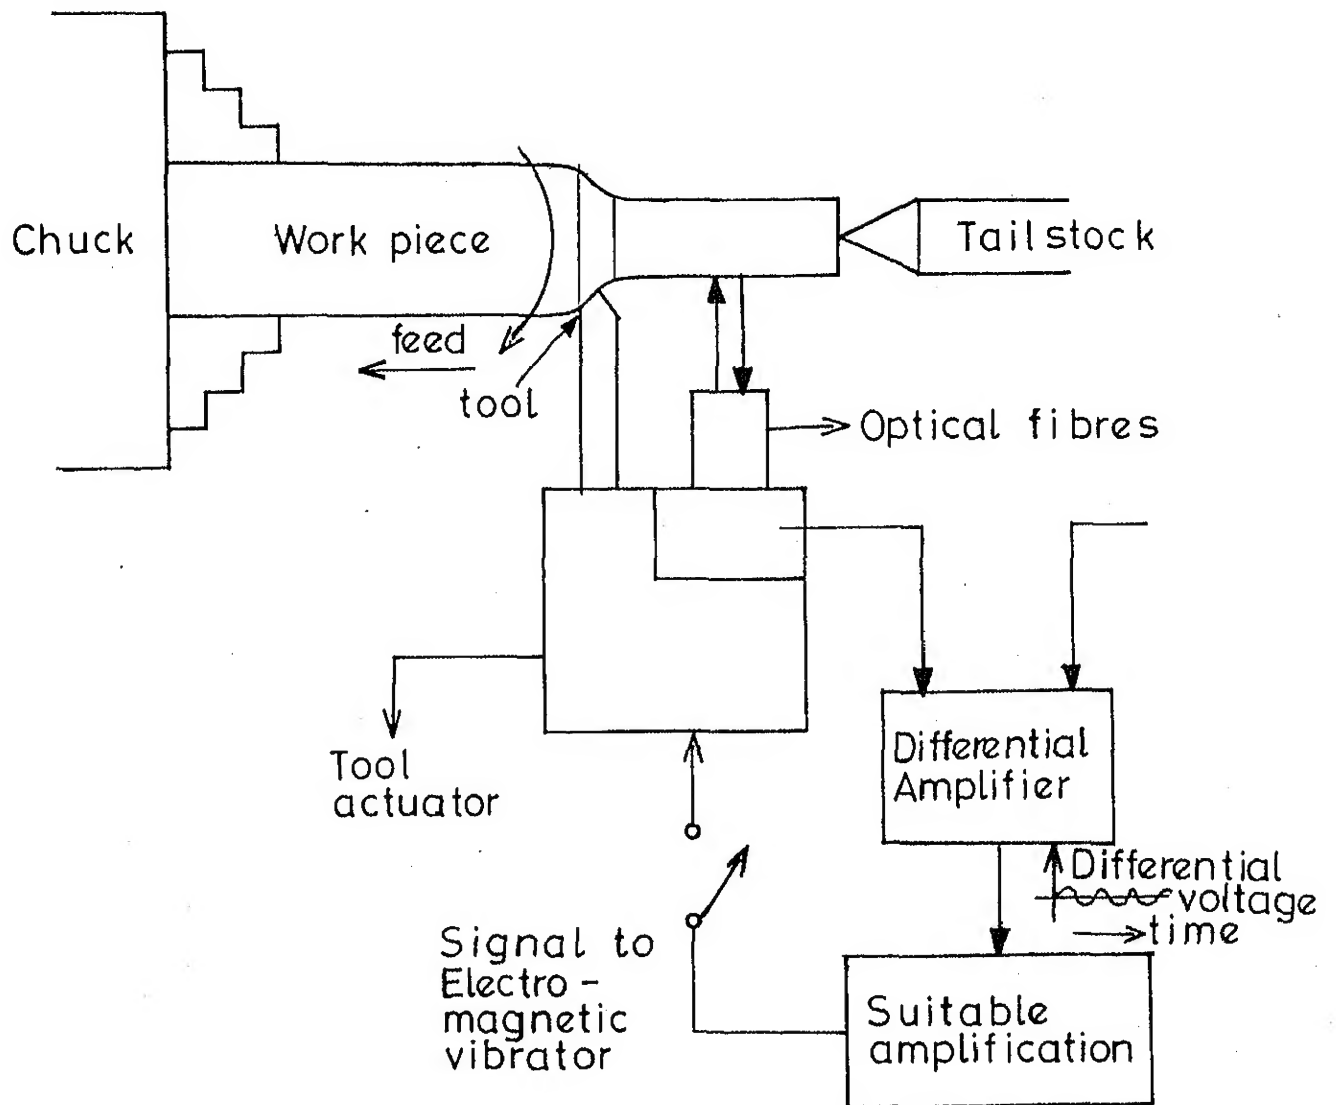 Chuck
Work piece
Tailstock
feed
tool
Optical fibres
Tool
actuator
Differential
Amplifier
Differential
voltage
time
Signal to
Electro-
magnetic
vibrator
Suitable
amplification